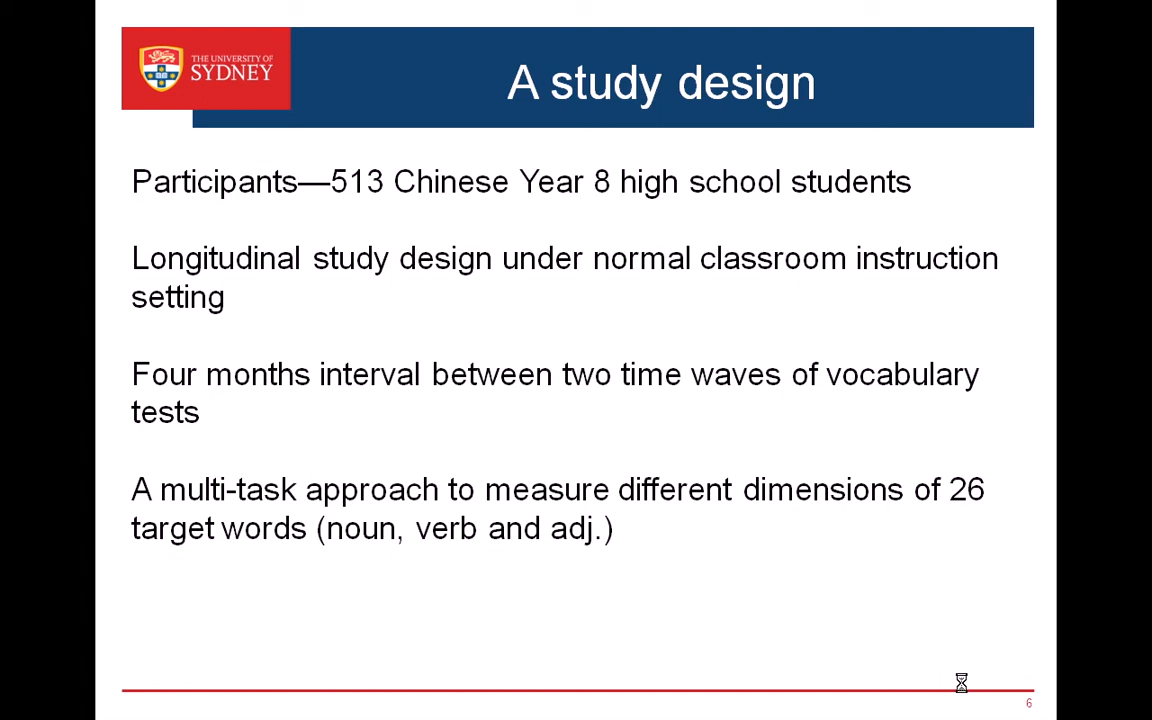 THE UNIVERSITY OF
SYDNEY
A study design
Participants—513 Chinese Year 8 high school students
Longitudinal study design under normal classroom instruction
setting
Four months interval between two time waves of vocabulary
tests
A multi-task approach to measure different dimensions of 26
target words (noun, verb and adj.)
6